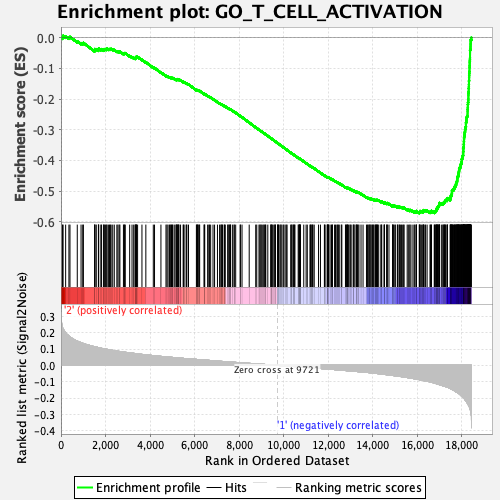 Enrichment plot: GO_T_CELL_ACTIVATION
Enrichment score (ES)
0.0
-0.1
-0.2
-0.3
-0.4
-0.5
-0.6
Ranked list metric (Signal2Noise)
'2' (positively correlated)
0.3
0.2
0.1
0.0
-0.1
-0.2
-0.3
-0.4
Zero cross at 9721
'1' (negatively correlated)
0
2,000
4,000
6,000
8,000
10,000
12,000
14,000
16,000
18,000
Rank in Ordered Dataset
Enrichment profile
Hits
Ranking metric scores